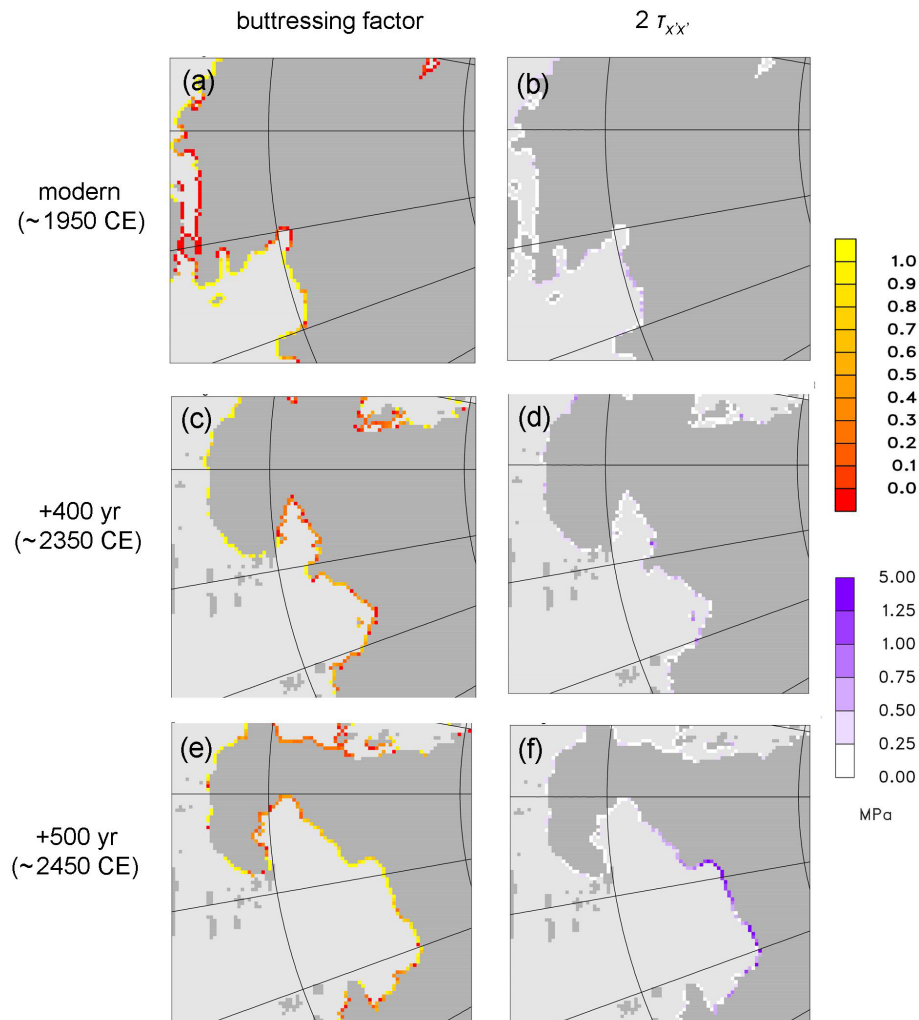 buttressing factor
2 τx'x'
(a)
(b)
modern
(~1950 CE)
(c)
(d)
+400 yr
(~2350 CE)
(e)
(f)
+500 yr
(~2450 CE)
1.0
0.9
0.8
0.7
0.6
0.5
0.4
0.3
0.2
0.1
0.0
5.00
1.25
1.00
0.75
0.50
0.25
0.00
MPa